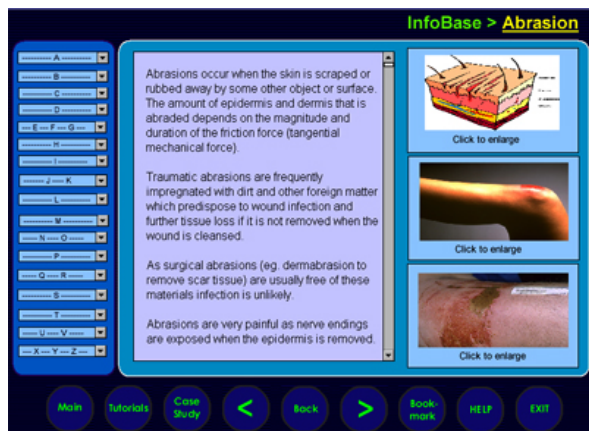 InfoBase > Abrasion
---------- A ----------
---------- B ----------
---------- C ----------
---------- D ----------
--- E --- F --- G ---
---------- H ----------
---------- I ----------
------ J --- K ------
---------- L ----------
---------- M ----------
----- N --- O -----
---------- P ----------
----- Q --- R -----
---------- S ----------
---------- T ----------
----- U --- V -----
--- X --- Y --- Z ---
Abrasions occur when the skin is scraped or
rubbed away by some other object or surface.
The amount of epidermis and dermis that is
abraded depends on the magnitude and
duration of the friction force (tangential
mechanical force).
Traumatic abrasions are frequently
impregnated with dirt and other foreign matter
which predispose to wound infection and
further tissue loss if it is not removed when the
wound is cleansed.
As surgical abrasions (eg. dermabrasion to
remove scar tissue) are usually free of these
materials infection is unlikely.
Abrasions are very painful as nerve endings
are exposed when the epidermis is removed.
Click to enlarge
Click to enlarge
Click to enlarge
Main
Tutorials
Case
Study
<
Back
>
Book-
mark
HELP
EXIT